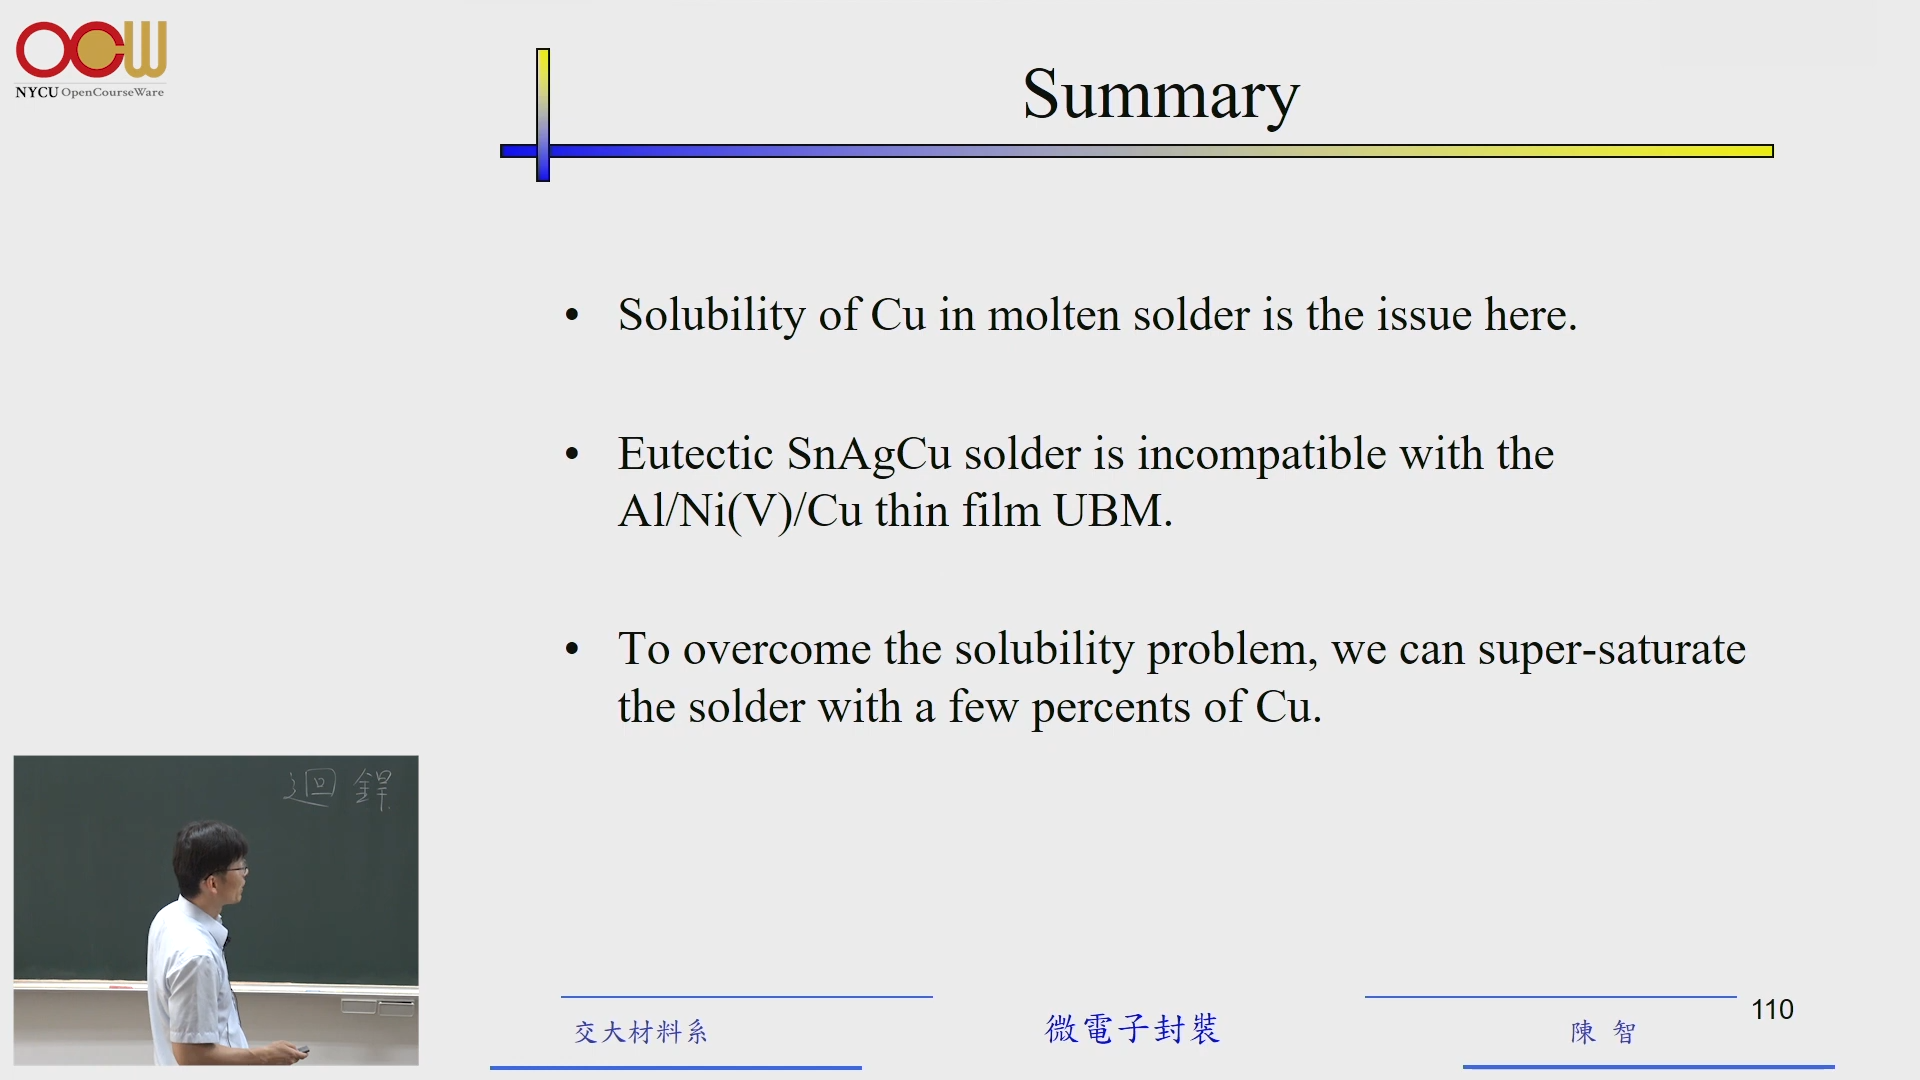 OCW
NYCU OpenCourseWare
Summary
• Solubility of Cu in molten solder is the issue here.
• Eutectic SnAgCu solder is incompatible with the
Al/Ni(V)/Cu thin film UBM.
• To overcome the solubility problem, we can super-saturate
the solder with a few percents of Cu.
迴 銲
交大材料系
微電子封裝
陳 智
110